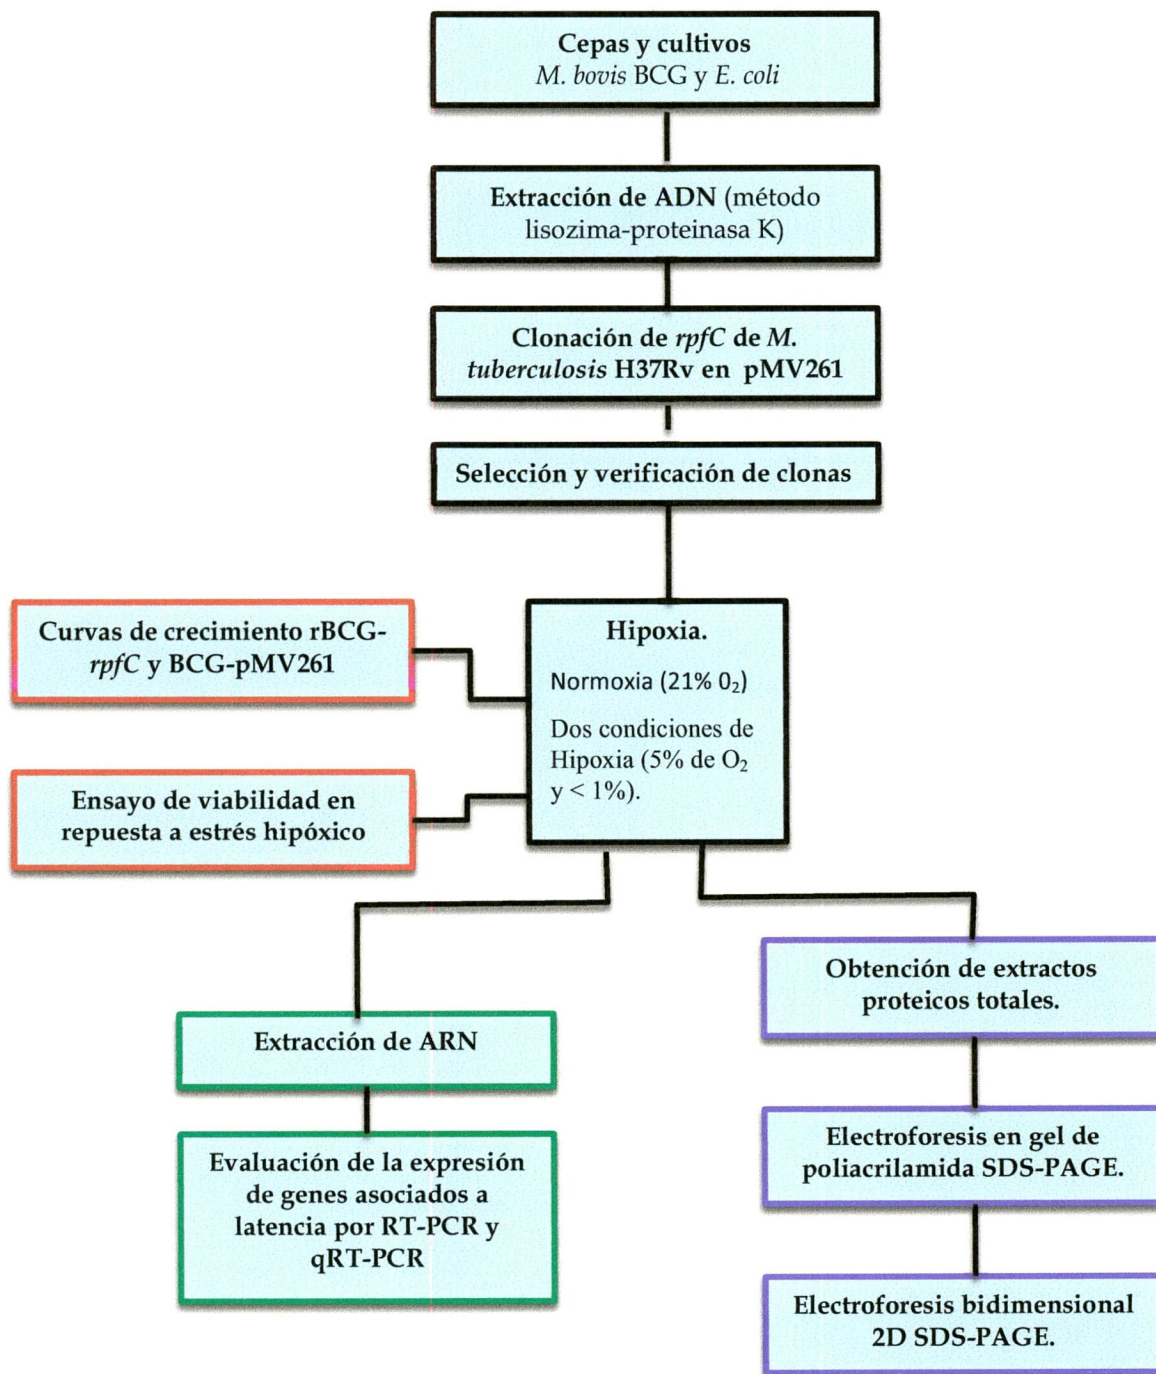 Cepas y cultivos
M. bovis BCG y E. coli
Extracción de ADN (método
lisozima-proteinasa K)
Clonación de rpfC de M.
tuberculosis H37Rv en pMV261
Selección y verificación de clonas
Curvas de crecimiento rBCG-
rpfC y BCG-pMV261
Hipoxia.
Normoxia (21% 0₂)
Dos condiciones de
Hipoxia (5% de O₂
y < 1%).
Ensayo de viabilidad en
repuesta a estrés hipóxico
Extracción de ARN
Evaluación de la expresión
de genes asociados a
latencia por RT-PCR y
qRT-PCR
Obtención de extractos
proteicos totales.
Electroforesis en gel de
poliacrilamida SDS-PAGE.
Electroforesis bidimensional
2D SDS-PAGE.